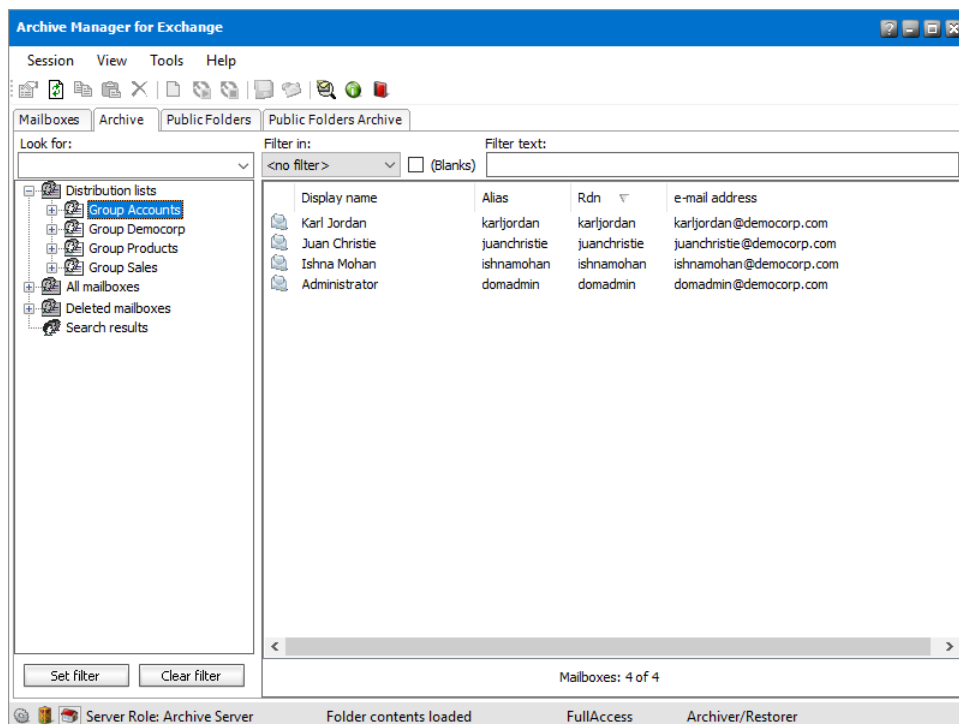 Archive Manager for Exchange
Session View Tools Help
Mailboxes Archive Public Folders Public Folders Archive
Look for: Filter in: Filter text:
<no filter> (Blanks)
Distribution lists
Group Accounts
Group Democorp
Group Products
Group Sales
All mailboxes
Deleted mailboxes
Search results
Display name Alias Rdn e-mail address
Karl Jordan karljordan karljordan karljordan@democorp.com
Juan Christie juanchristie juanchristie juanchristie@democorp.com
Ishna Mohan ishnamohan ishnamohan ishnamohan@democorp.com
Administrator domadmin domadmin domadmin@democorp.com
Set filter Clear filter
Mailboxes: 4 of 4
Server Role: Archive Server Folder contents loaded FullAccess Archiver/Restorer